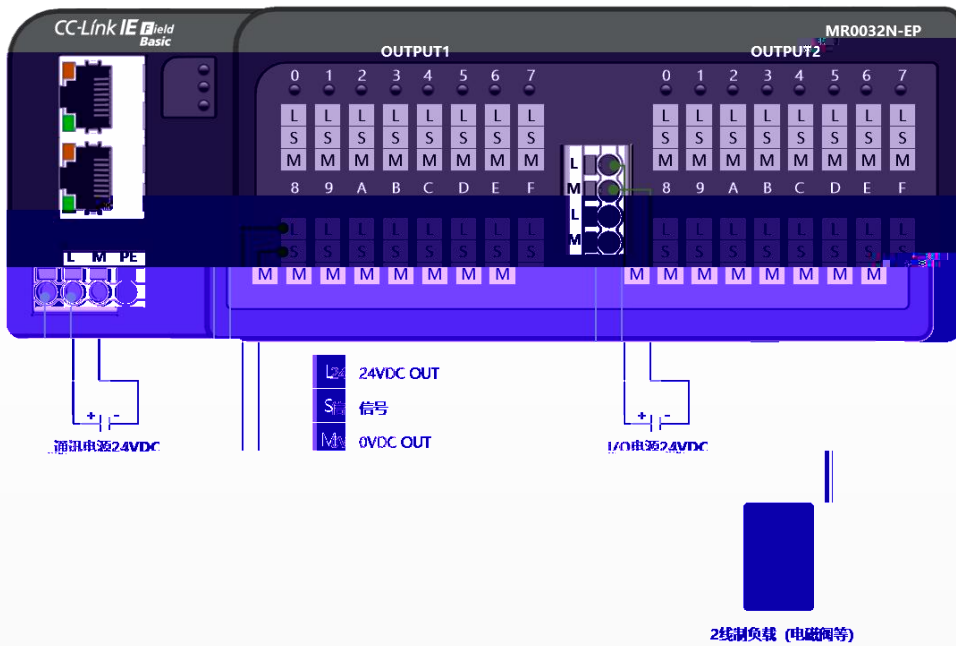 CC-Link IE Field
Basic
MR0032N-EP
OUTPUT1
OUTPUT2
0 1 2 3 4 5 6 7
0 1 2 3 4 5 6 7
L L L L L L L L
L L L L L L L L
S S S S S S S S
S S S S S S S S
M M M M M M M M
M M M M M M M M
L
M
L
M
8 9 A B C D E F
8 9 A B C D E F
L L L L L L L L
L L L L L L L L
S S S S S S S S
S S S S S S S S
M M M M M M M M
M M M M M M M M
L M PE
L 24VDC OUT
S 信号
M 0VDC OUT
+ -
+ -
通讯电源24VDC
I/O电源24VDC
2线制负载 (电磁阀等)